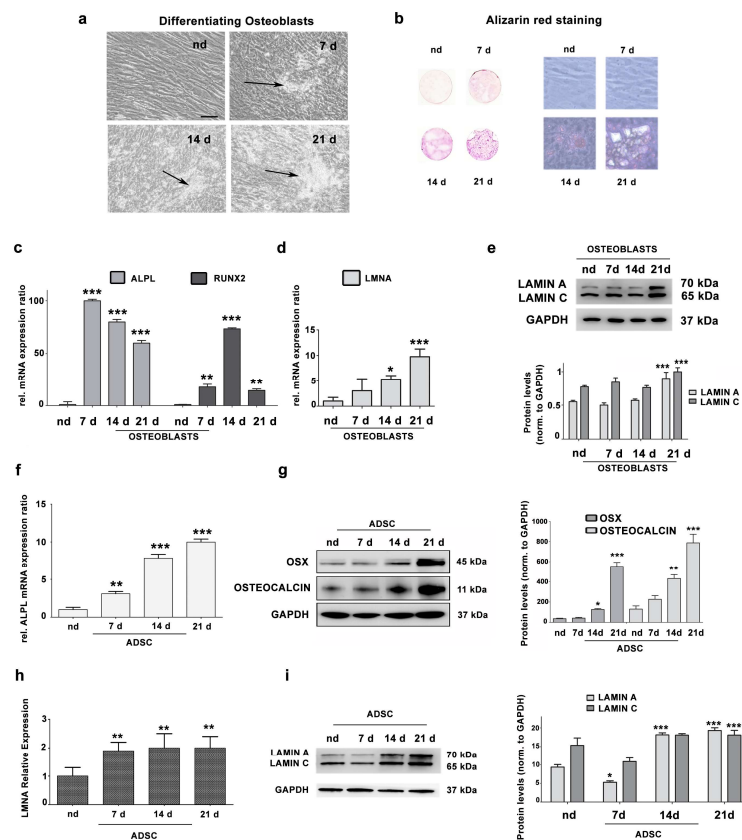 a
Differentiating Osteoblasts
nd
7 d
14 d
21 d
b
Alizarin red staining
nd
7 d
14 d
21 d
nd
7 d
14 d
21 d
c
ALPL
RUNX2
rel. mRNA expression ratio
100
50
0
***
***
***
**
***
**
nd 7 d 14 d 21 d nd 7 d 14 d 21 d
OSTEOBLASTS
d
LMNA
rel. mRNA expression ratio
15
10
5
0
*
***
nd 7 d 14 d 21 d
OSTEOBLASTS
e
OSTEOBLASTS
nd 7 d 14d 21d
LAMIN A 70 kDa
LAMIN C 65 kDa
GAPDH 37 kDa
Protein levels
(norm. to GAPDH)
1
0.5
0
*** ***
LAMIN A
LAMIN C
nd 7 d 14 d 21 d
OSTEOBLASTS
f
rel. ALPL mRNA expression ratio
15
10
5
0
**
***
***
nd 7 d 14 d 21 d
ADSC
g
ADSC
nd 7 d 14 d 21 d
OSX 45 kDa
OSTEOCALCIN 11 kDa
GAPDH 37 kDa
OSX
OSTEOCALCIN
Protein levels (norm. to GAPDH)
1000
800
600
400
200
0
*
***
**
***
nd 7d 14d 21d nd 7d 14d 21d
ADSC
h
LMNA Relative Expression
3
2
1
0
** ** **
nd 7 d 14 d 21 d
ADSC
i
ADSC
nd 7 d 14 d 21 d
LAMIN A 70 kDa
LAMIN C 65 kDa
GAPDH 37 kDa
LAMIN A
LAMIN C
Protein levels (norm. to GAPDH)
20
15
10
5
0
*
***
*** ***
nd 7d 14d 21d
ADSC